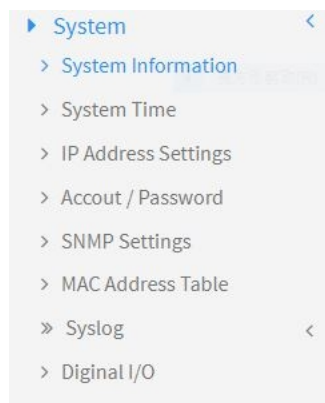 System
System Information
System Time
IP Address Settings
Accout / Password
SNMP Settings
MAC Address Table
Syslog
Diginal I/O